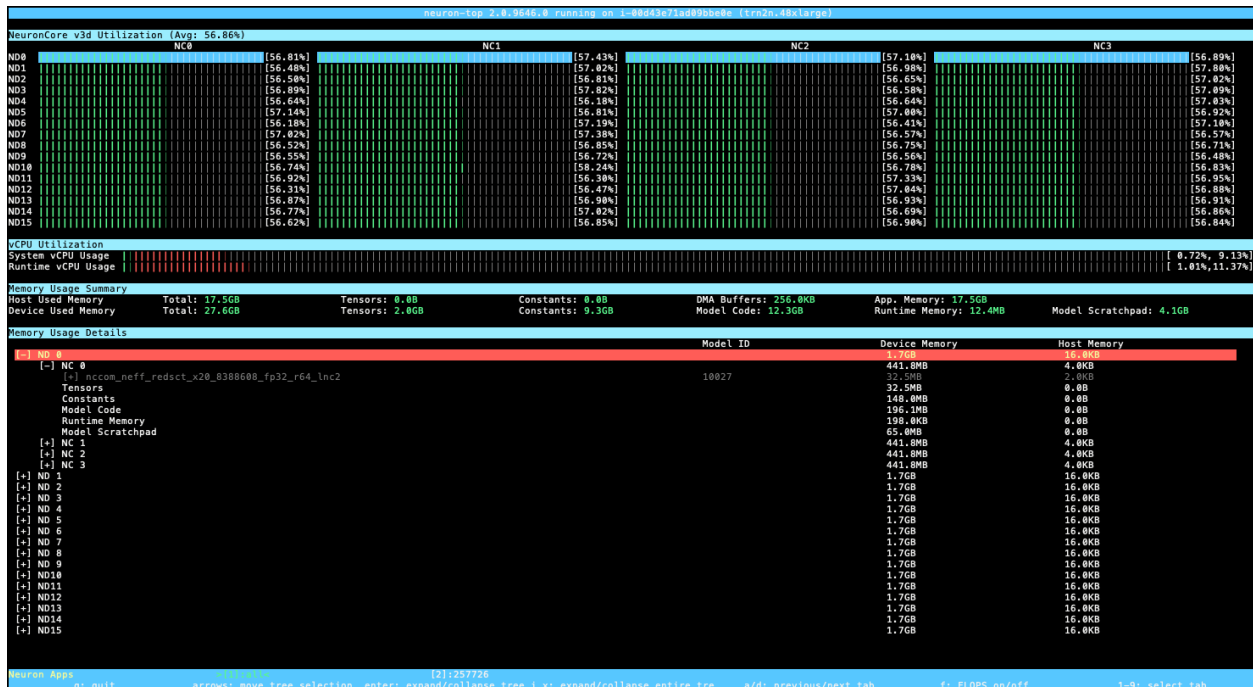 neuron-top 2.0.9646.0 running on i-00d43e71ad09bbe0e (trn2n.48xlarge)
NeuronCore v3d Utilization (Avg: 56.86%)
NC0 NC1 NC2 NC3
ND0 [56.81%] [57.43%] [57.10%] [56.89%]
ND1 [56.48%] [57.02%] [56.98%] [57.80%]
ND2 [56.50%] [56.81%] [56.65%] [57.02%]
ND3 [56.89%] [57.82%] [56.58%] [57.09%]
ND4 [56.64%] [56.18%] [56.64%] [57.03%]
ND5 [57.14%] [56.81%] [57.00%] [56.92%]
ND6 [56.18%] [57.19%] [56.41%] [57.10%]
ND7 [57.02%] [57.38%] [56.57%] [56.57%]
ND8 [56.52%] [56.85%] [56.75%] [56.71%]
ND9 [56.55%] [56.72%] [56.56%] [56.48%]
ND10 [56.74%] [58.24%] [56.78%] [56.83%]
ND11 [56.92%] [56.30%] [57.33%] [56.95%]
ND12 [56.31%] [56.47%] [57.04%] [56.88%]
ND13 [56.87%] [56.90%] [56.93%] [56.91%]
ND14 [56.77%] [57.02%] [56.69%] [56.86%]
ND15 [56.62%] [56.85%] [56.90%] [56.84%]
vCPU Utilization
System vCPU Usage [ 0.72%, 9.13%]
Runtime vCPU Usage [ 1.01%,11.37%]
Memory Usage Summary
Host Used Memory Total: 17.5GB Tensors: 0.0B Constants: 0.0B DMA Buffers: 256.0KB App. Memory: 17.5GB
Device Used Memory Total: 27.6GB Tensors: 2.0GB Constants: 9.3GB Model Code: 12.3GB Runtime Memory: 12.4MB Model Scratchpad: 4.1GB
Memory Usage Details
Model ID Device Memory Host Memory
[-] ND 0 1.7GB 16.0KB
[-] NC 0 441.8MB 4.0KB
[+] nccom_neff_redsct_x20_8388608_fp32_r64_lnc2 10027 32.5MB 2.0KB
Tensors 32.5MB 0.0B
Constants 148.0MB 0.0B
Model Code 196.1MB 0.0B
Runtime Memory 198.0KB 0.0B
Model Scratchpad 65.0MB 0.0B
[+] NC 1 441.8MB 4.0KB
[+] NC 2 441.8MB 4.0KB
[+] NC 3 441.8MB 4.0KB
[+] ND 1 1.7GB 16.0KB
[+] ND 2 1.7GB 16.0KB
[+] ND 3 1.7GB 16.0KB
[+] ND 4 1.7GB 16.0KB
[+] ND 5 1.7GB 16.0KB
[+] ND 6 1.7GB 16.0KB
[+] ND 7 1.7GB 16.0KB
[+] ND 8 1.7GB 16.0KB
[+] ND 9 1.7GB 16.0KB
[+] ND10 1.7GB 16.0KB
[+] ND11 1.7GB 16.0KB
[+] ND12 1.7GB 16.0KB
[+] ND13 1.7GB 16.0KB
[+] ND14 1.7GB 16.0KB
[+] ND15 1.7GB 16.0KB
Neuron Apps [2]:257726
q: quit arrows: move tree selection enter: expand/collapse tree i x: expand/collapse entire tre a/d: previous/next tab f: FLOPS on/off 1-9: select tab